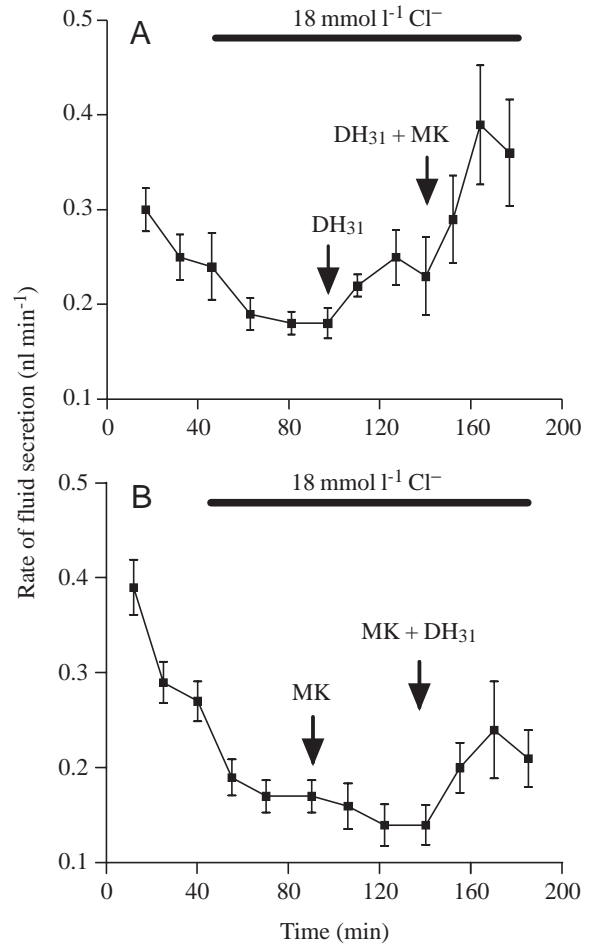 0.5
A
18 mmol l⁻¹ Cl⁻
0.4
DH₃₁ + MK
0.3
DH₃₁
0.2
0.1
0 40 80 120 160 200
Rate of fluid secretion (nl min⁻¹)
0.5
B
18 mmol l⁻¹ Cl⁻
0.4
MK + DH₃₁
0.3
MK
0.2
0.1
0 40 80 120 160 200
Time (min)